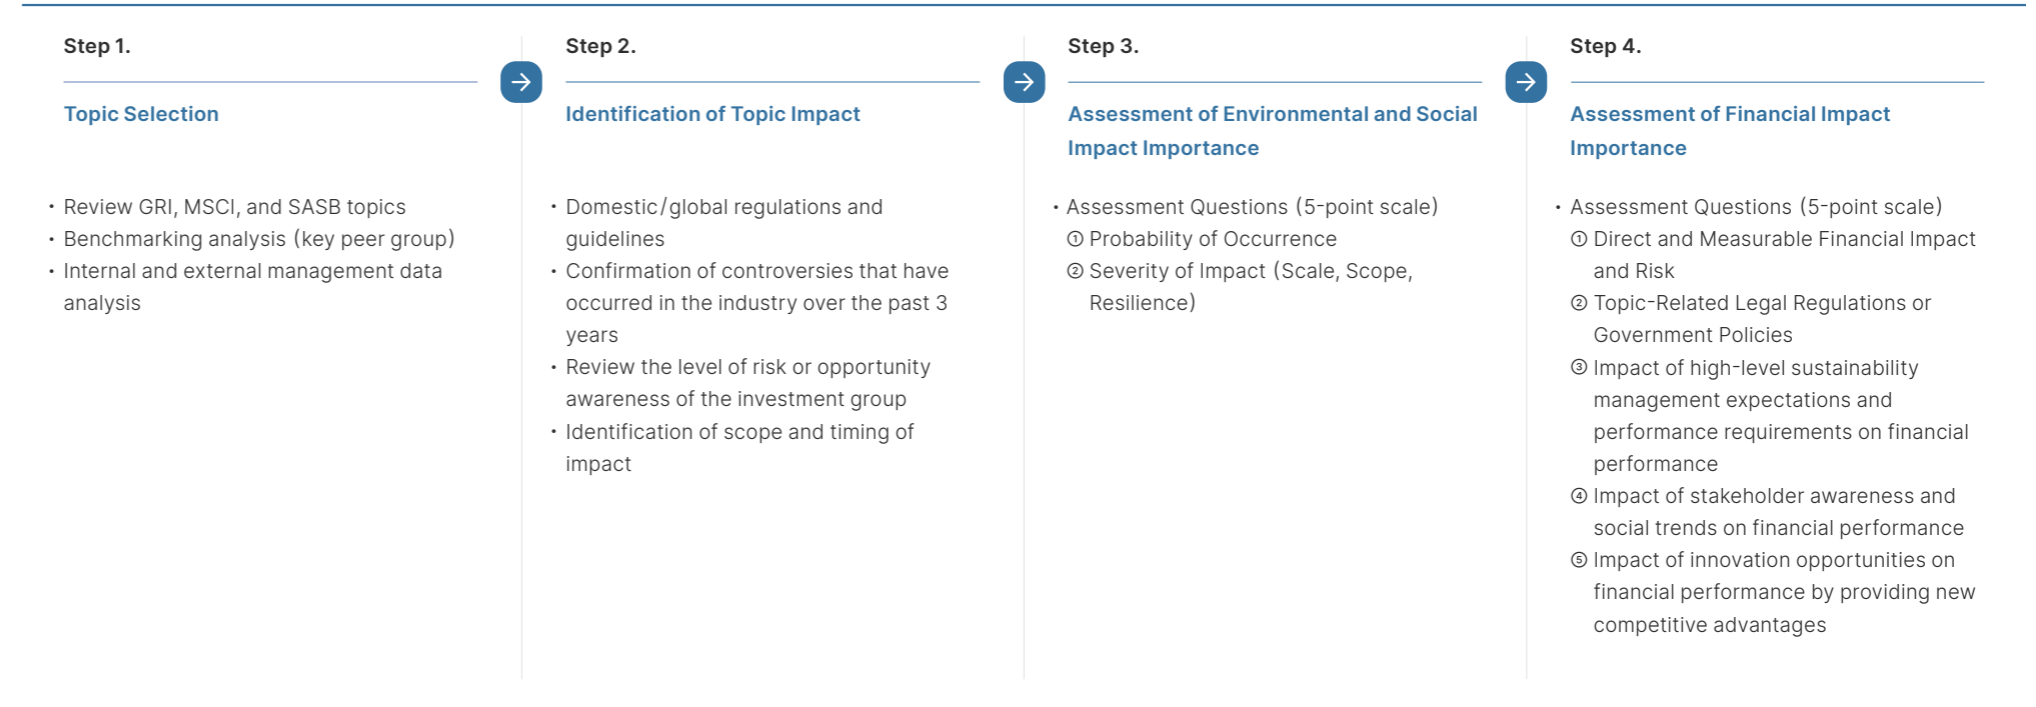 Step 1.
Topic Selection
· Review GRI, MSCI, and SASB topics
· Benchmarking analysis (key peer group)
· Internal and external management data
analysis
Step 2.
Identification of Topic Impact
· Domestic/global regulations and
guidelines
· Confirmation of controversies that have
occurred in the industry over the past 3
years
· Review the level of risk or opportunity
awareness of the investment group
· Identification of scope and timing of
impact
Step 3.
Assessment of Environmental and Social
Impact Importance
· Assessment Questions (5-point scale)
① Probability of Occurrence
② Severity of Impact (Scale, Scope,
Resilience)
Step 4.
Assessment of Financial Impact
Importance
· Assessment Questions (5-point scale)
① Direct and Measurable Financial Impact
and Risk
② Topic-Related Legal Regulations or
Government Policies
③ Impact of high-level sustainability
management expectations and
performance requirements on financial
performance
④ Impact of stakeholder awareness and
social trends on financial performance
⑤ Impact of innovation opportunities on
financial performance by providing new
competitive advantages